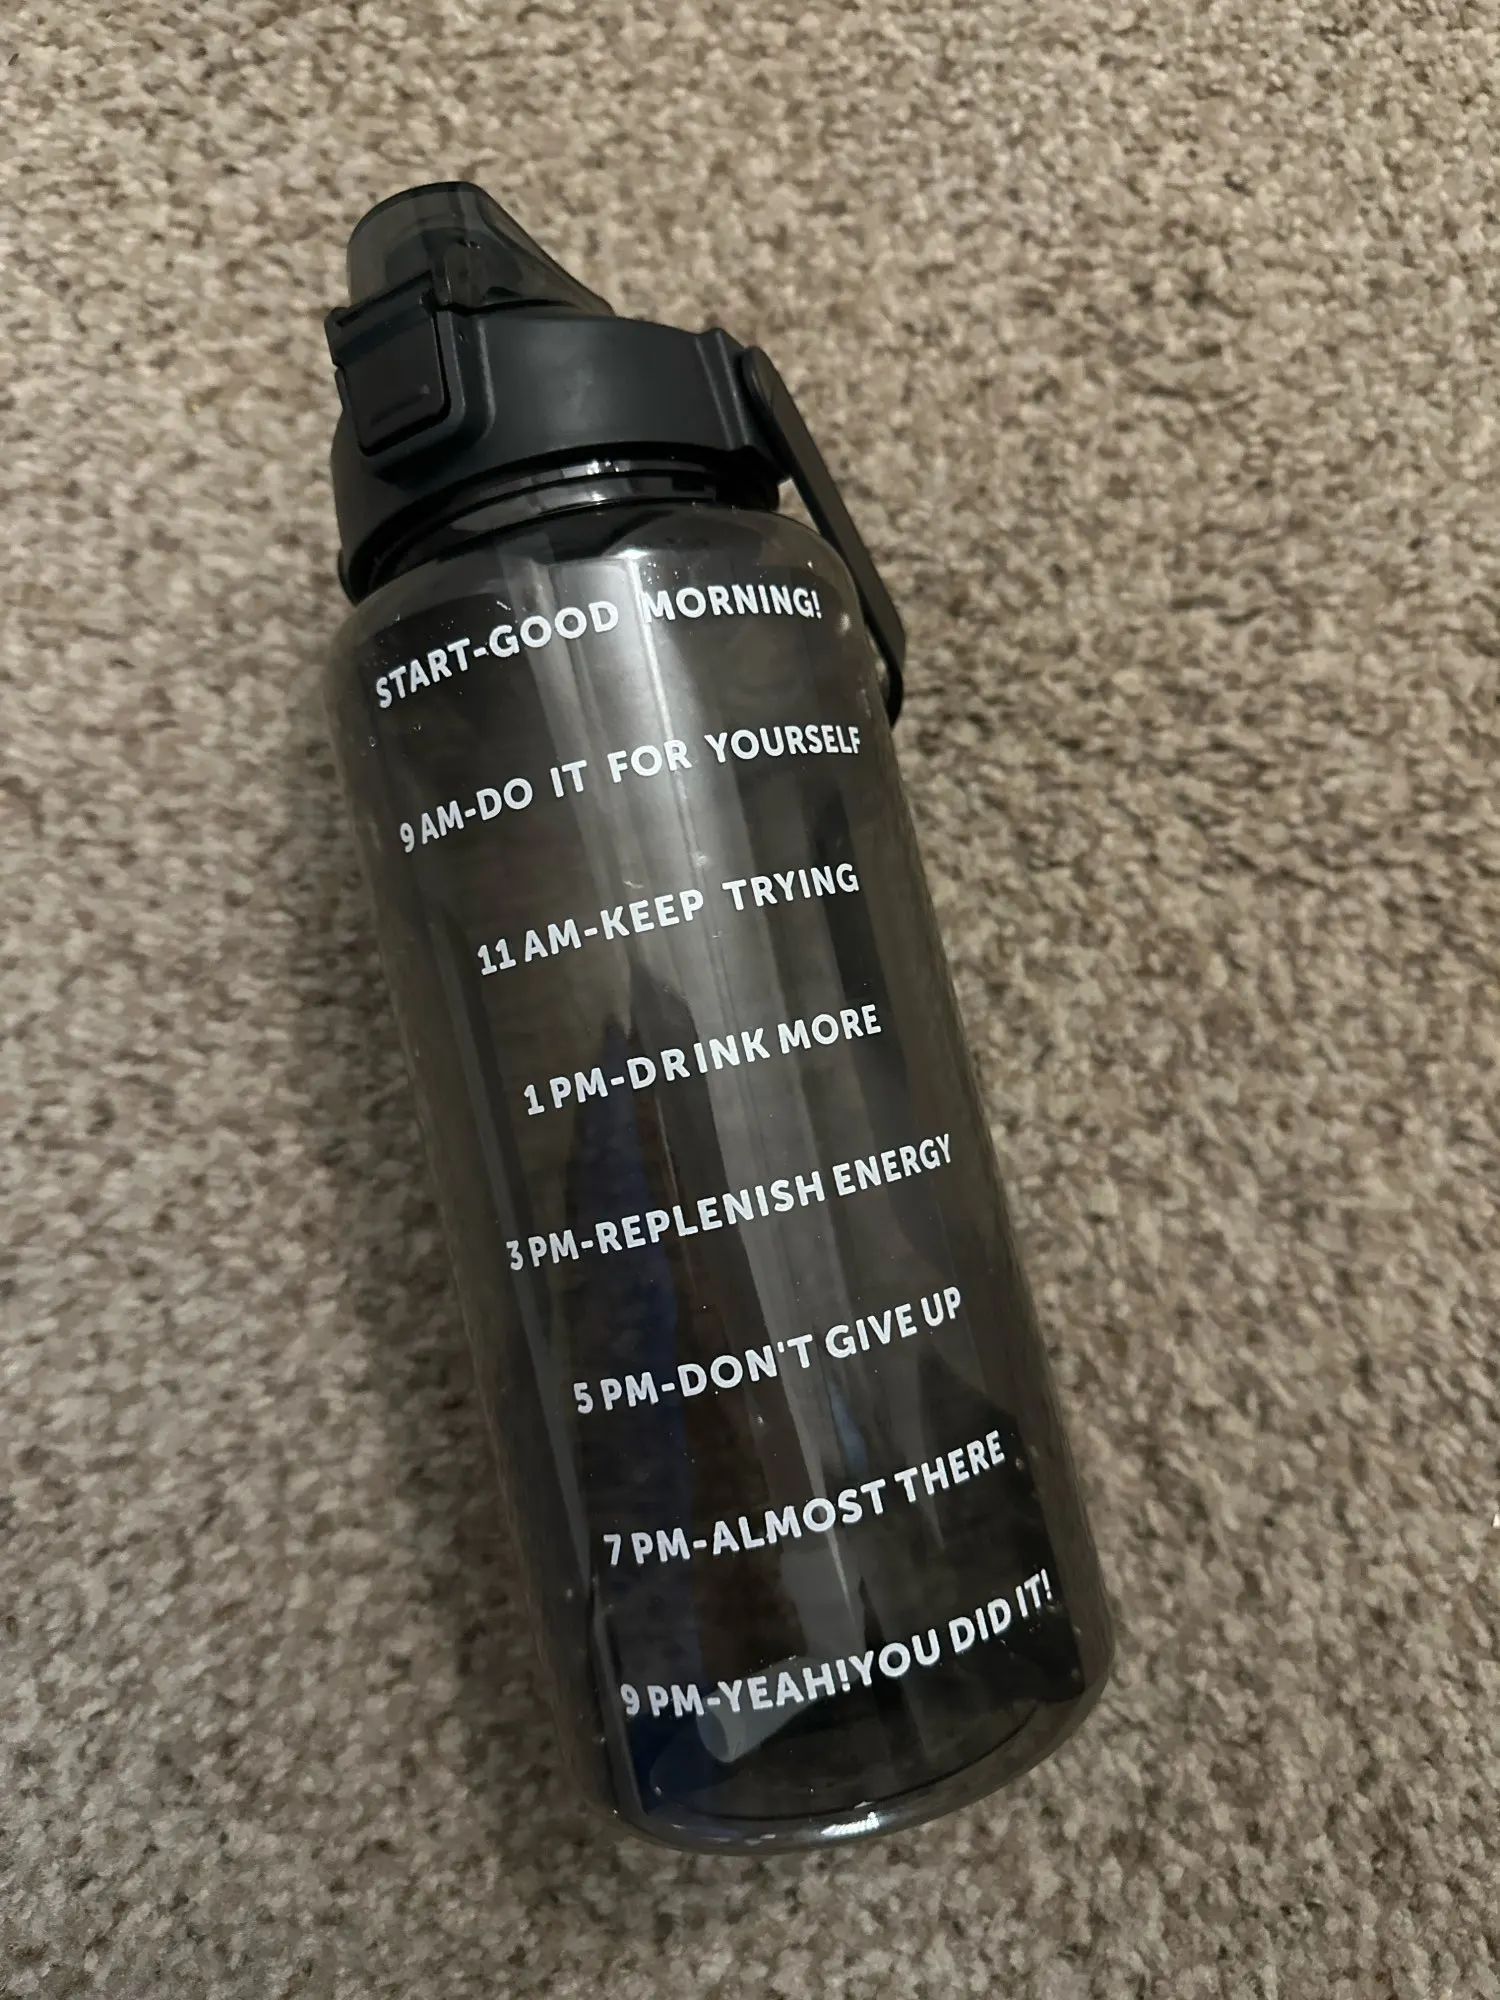 START-GOOD MORNING!
9 AM-DO IT FOR YOURSELF
11 AM-KEEP TRYING
1 PM-DRINK MORE
3 PM-REPLENISH ENERGY
5 PM-DON'T GIVE UP
7 PM-ALMOST THERE
9 PM-YEAH!YOU DID IT!